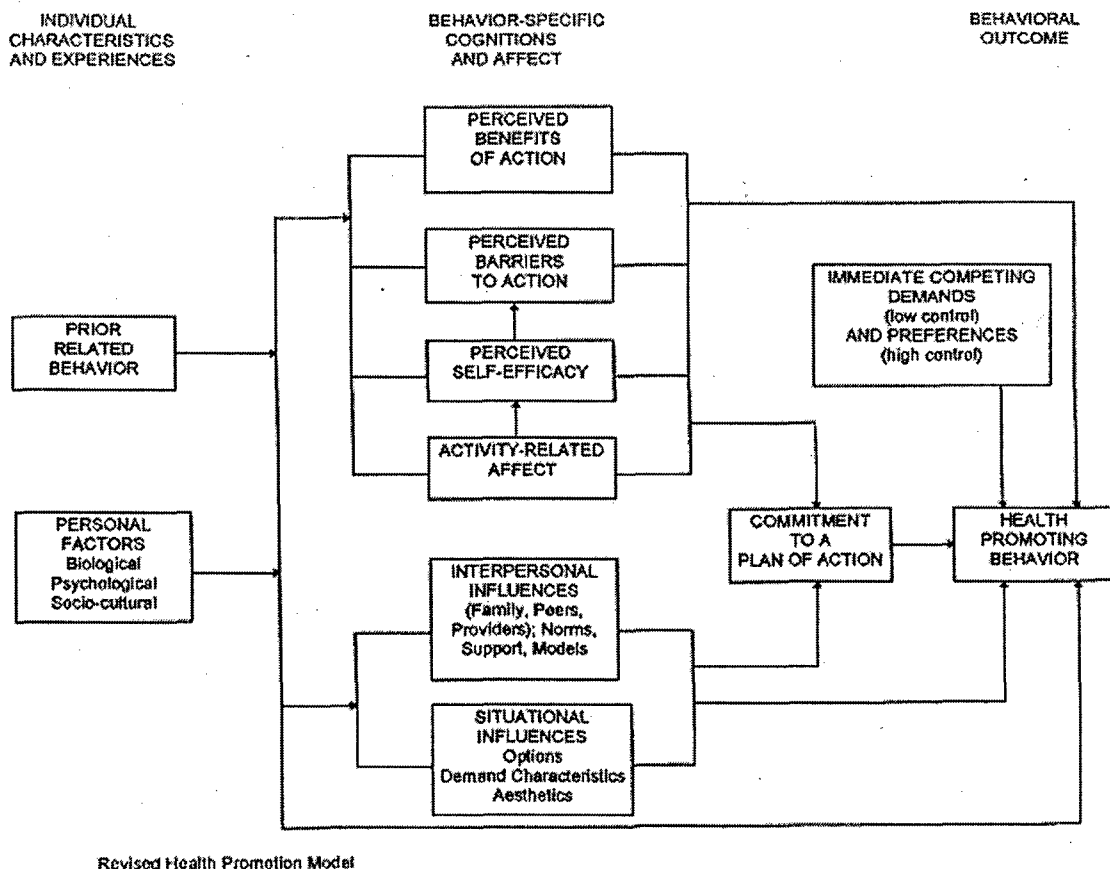 INDIVIDUAL
CHARACTERISTICS
AND EXPERIENCES
BEHAVIOR-SPECIFIC
COGNITIONS
AND AFFECT
BEHAVIORAL
OUTCOME
PERCEIVED
BENEFITS
OF ACTION
PERCEIVED
BARRIERS
TO ACTION
IMMEDIATE COMPETING
DEMANDS
(low control)
AND PREFERENCES
(high control)
PRIOR
RELATED
BEHAVIOR
PERCEIVED
SELF-EFFICACY
ACTIVITY-RELATED
AFFECT
PERSONAL
FACTORS
Biological
Psychological
Socio-cultural
COMMITMENT
TO A
PLAN OF ACTION
HEALTH
PROMOTING
BEHAVIOR
INTERPERSONAL
INFLUENCES
(Family, Peers,
Providers); Norms,
Support, Models
SITUATIONAL
INFLUENCES
Options
Demand Characteristics
Aesthetics
Revised Health Promotion Model